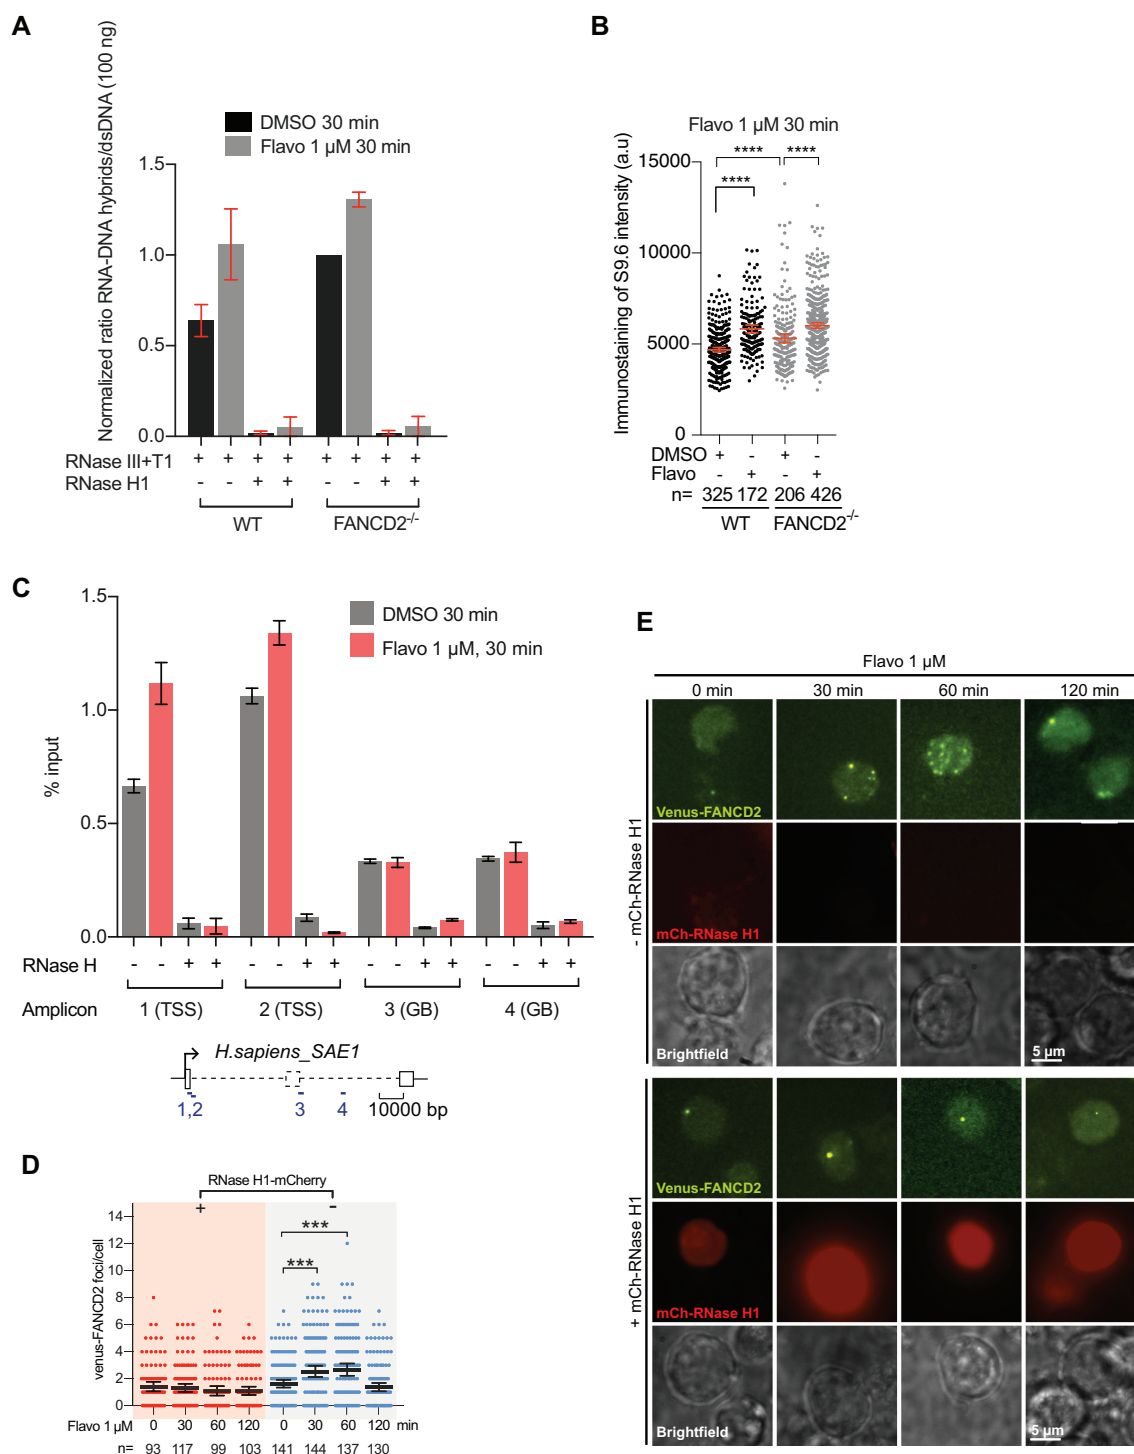 A
Normalized ratio RNA-DNA hybrids/dsDNA (100 ng)
DMSO 30 min
Flavo 1 µM 30 min
1.5
1.0
0.5
0.0
RNase III+T1 + + + + + + + +
RNase H1 - - + + - - + +
WT FANCD2-/-
B
Flavo 1 µM 30 min
Immunostaining of S9.6 intensity (a.u)
**** ****
****
15000
10000
5000
0
DMSO + - + -
Flavo - + - +
n= 325 172 206 426
WT FANCD2-/-
C
% input
DMSO 30 min
Flavo 1 µM, 30 min
1.5
1.0
0.5
0.0
RNase H - - + + - - + + - - + + - - + +
Amplicon 1 (TSS) 2 (TSS) 3 (GB) 4 (GB)
H.sapiens_SAE1
1,2 3 4 10000 bp
D
RNase H1-mCherry
+ -
venus-FANCD2 foci/cell
***
***
14
12
10
8
6
4
2
0
Flavo 1 µM 0 30 60 120 0 30 60 120 min
n= 93 117 99 103 141 144 137 130
E
Flavo 1 µM
0 min 30 min 60 min 120 min
- mCh-RNase H1
Venus-FANCD2
mCh-RNase H1
Brightfield
5 µm
+ mCh-RNase H1
Venus-FANCD2
mCh-RNase H1
Brightfield
5 µm